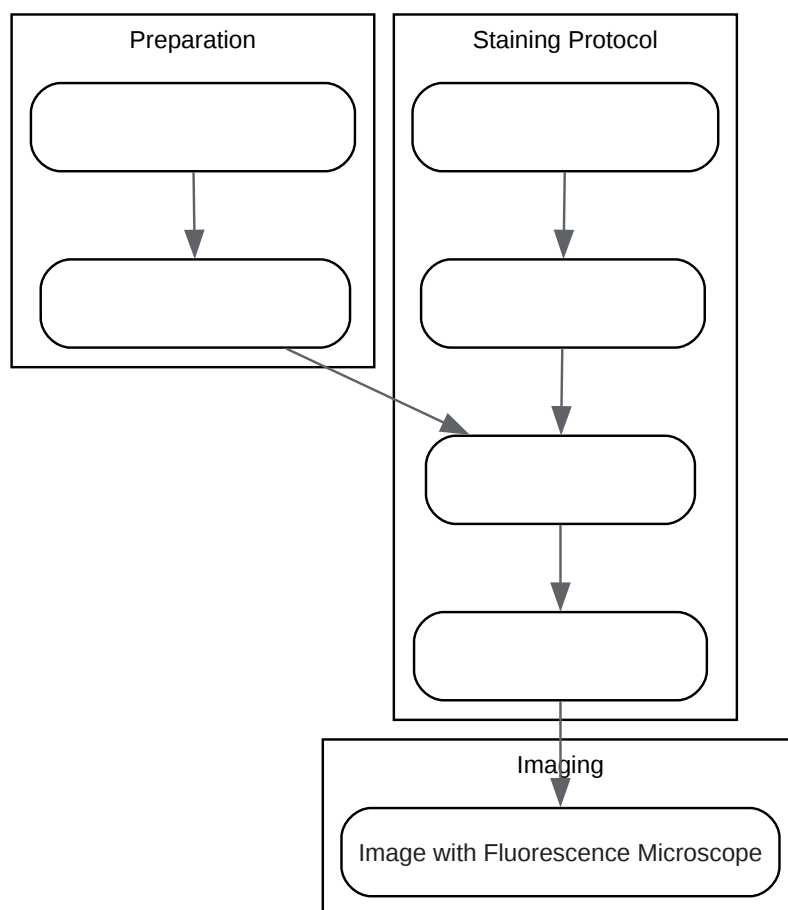 Preparation
Staining Protocol
Imaging
Image with Fluorescence Microscope